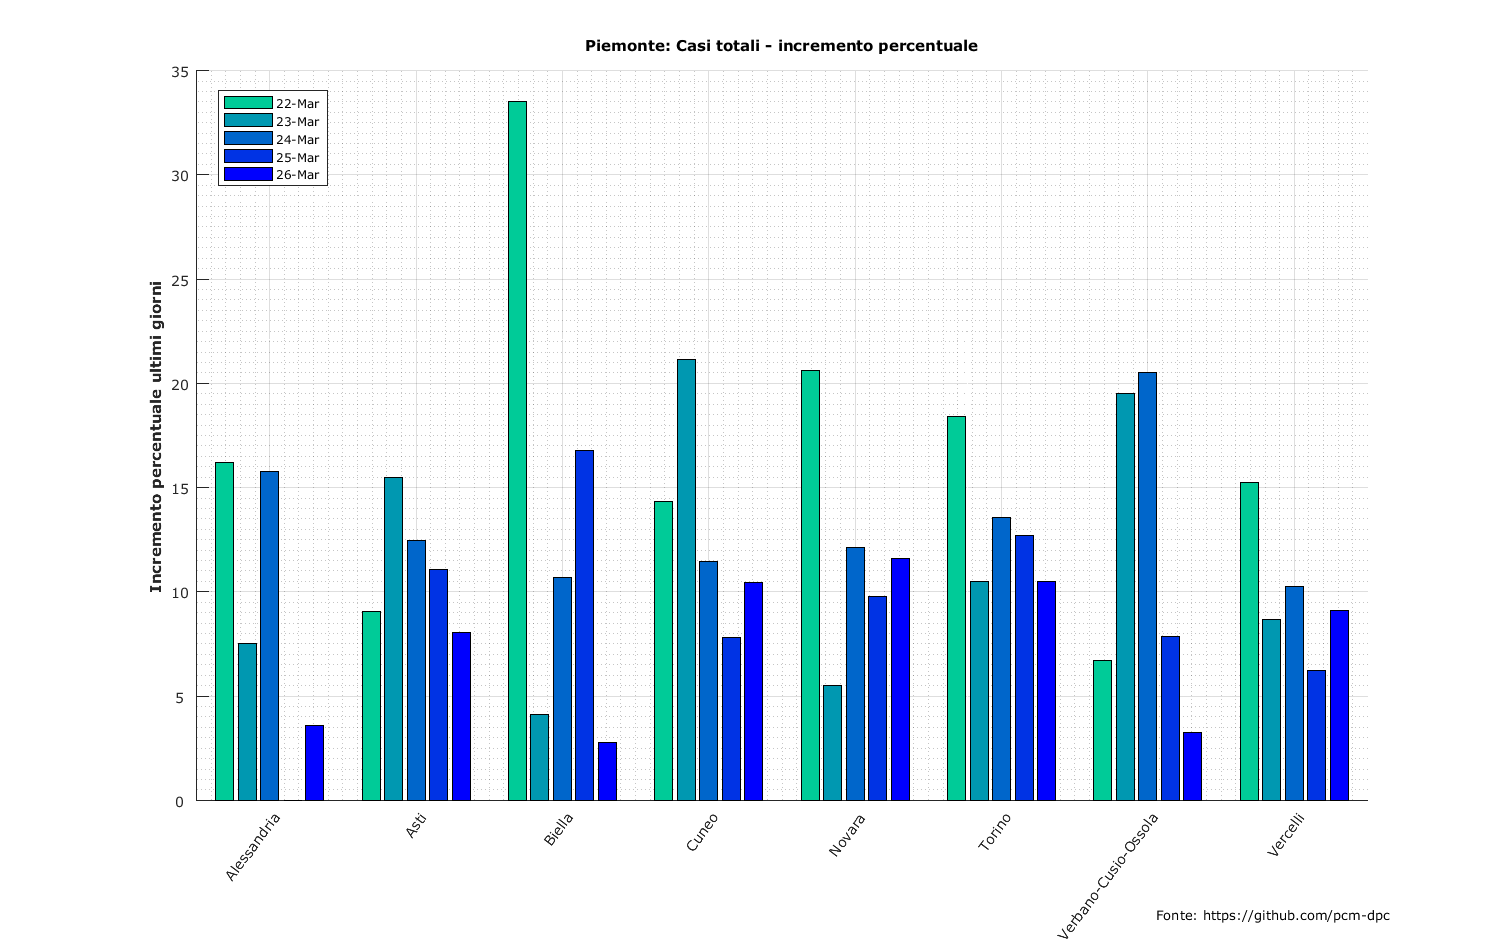 Piemonte: Casi totali - incremento percentuale
35
30
25
20
15
10
5
0
Incremento percentuale ultimi giorni
22-Mar
23-Mar
24-Mar
25-Mar
26-Mar
Alessandria
Asti
Biella
Cuneo
Novara
Torino
Verbano-Cusio-Ossola
Vercelli
Fonte: https://github.com/pcm-dpc